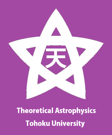 天
Theoretical Astrophysics
Tohoku University